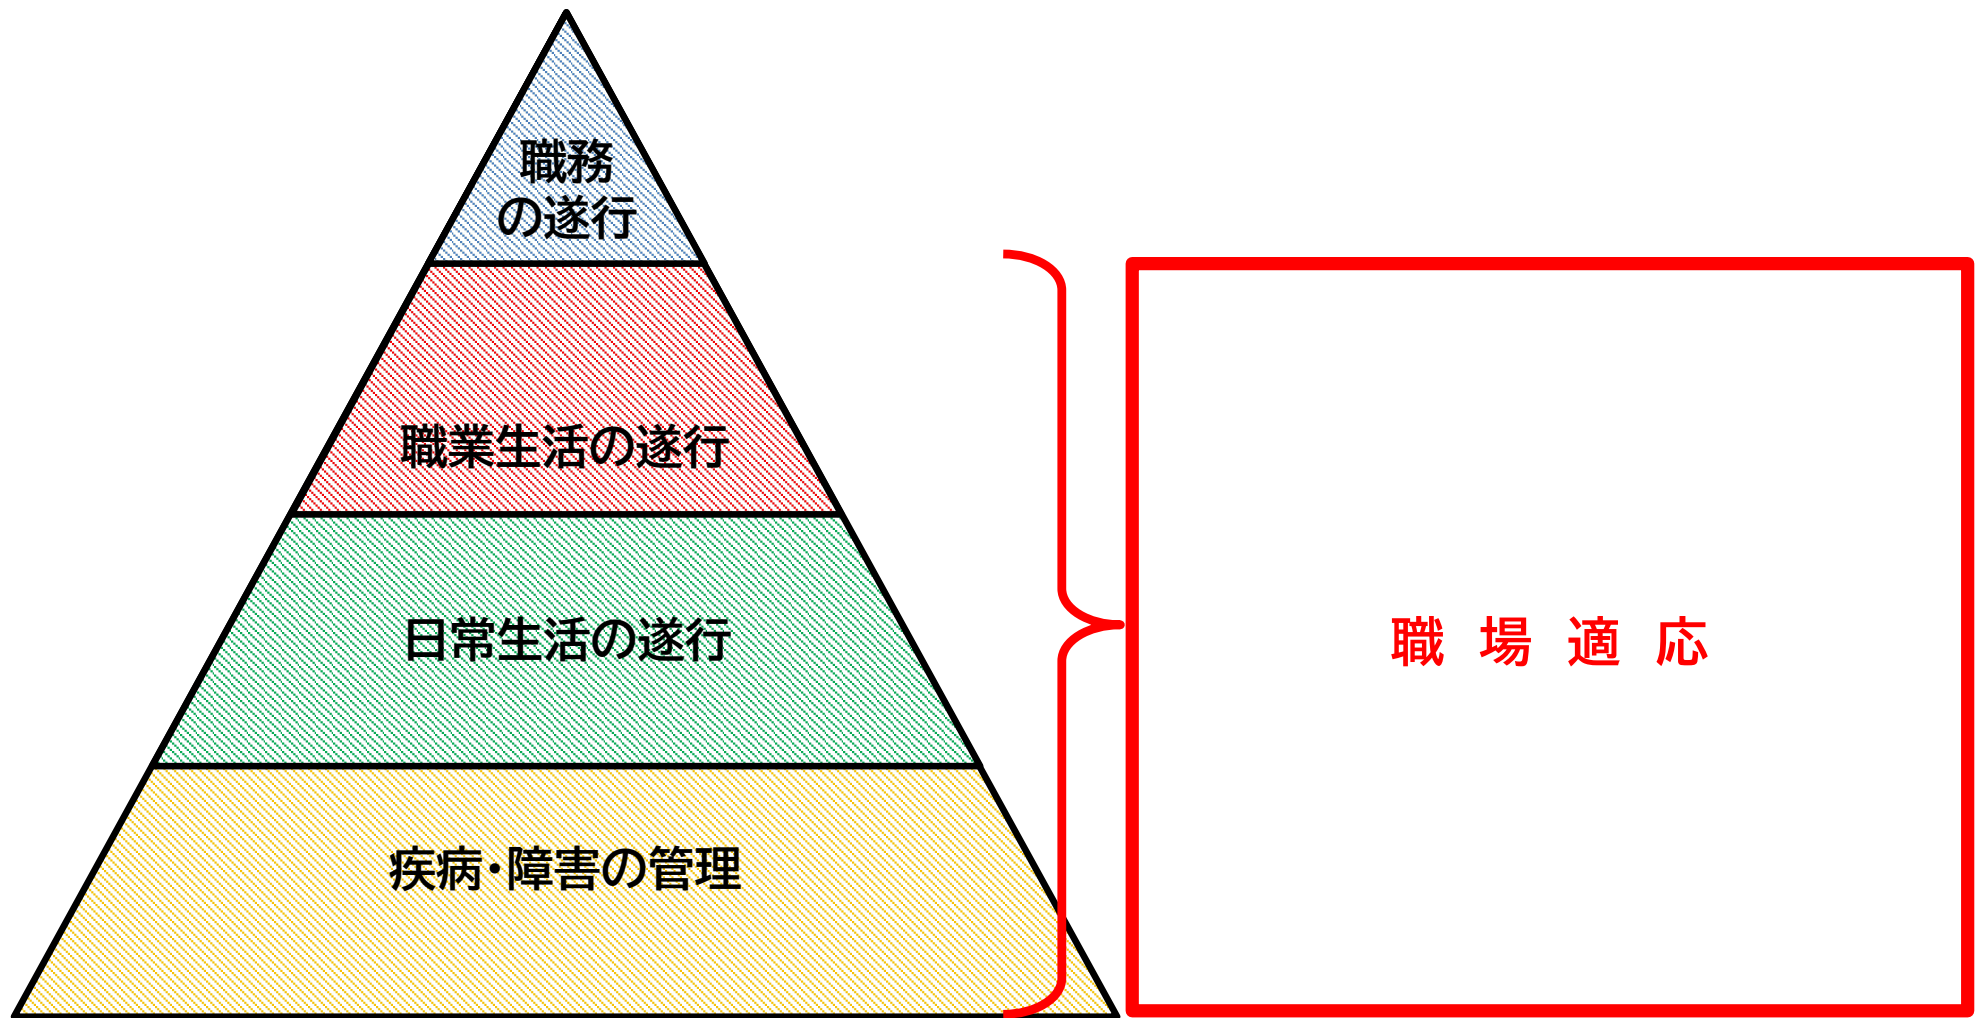 職務
の遂行
職業生活の遂行
日常生活の遂行
疾病・障害の管理
職場適応